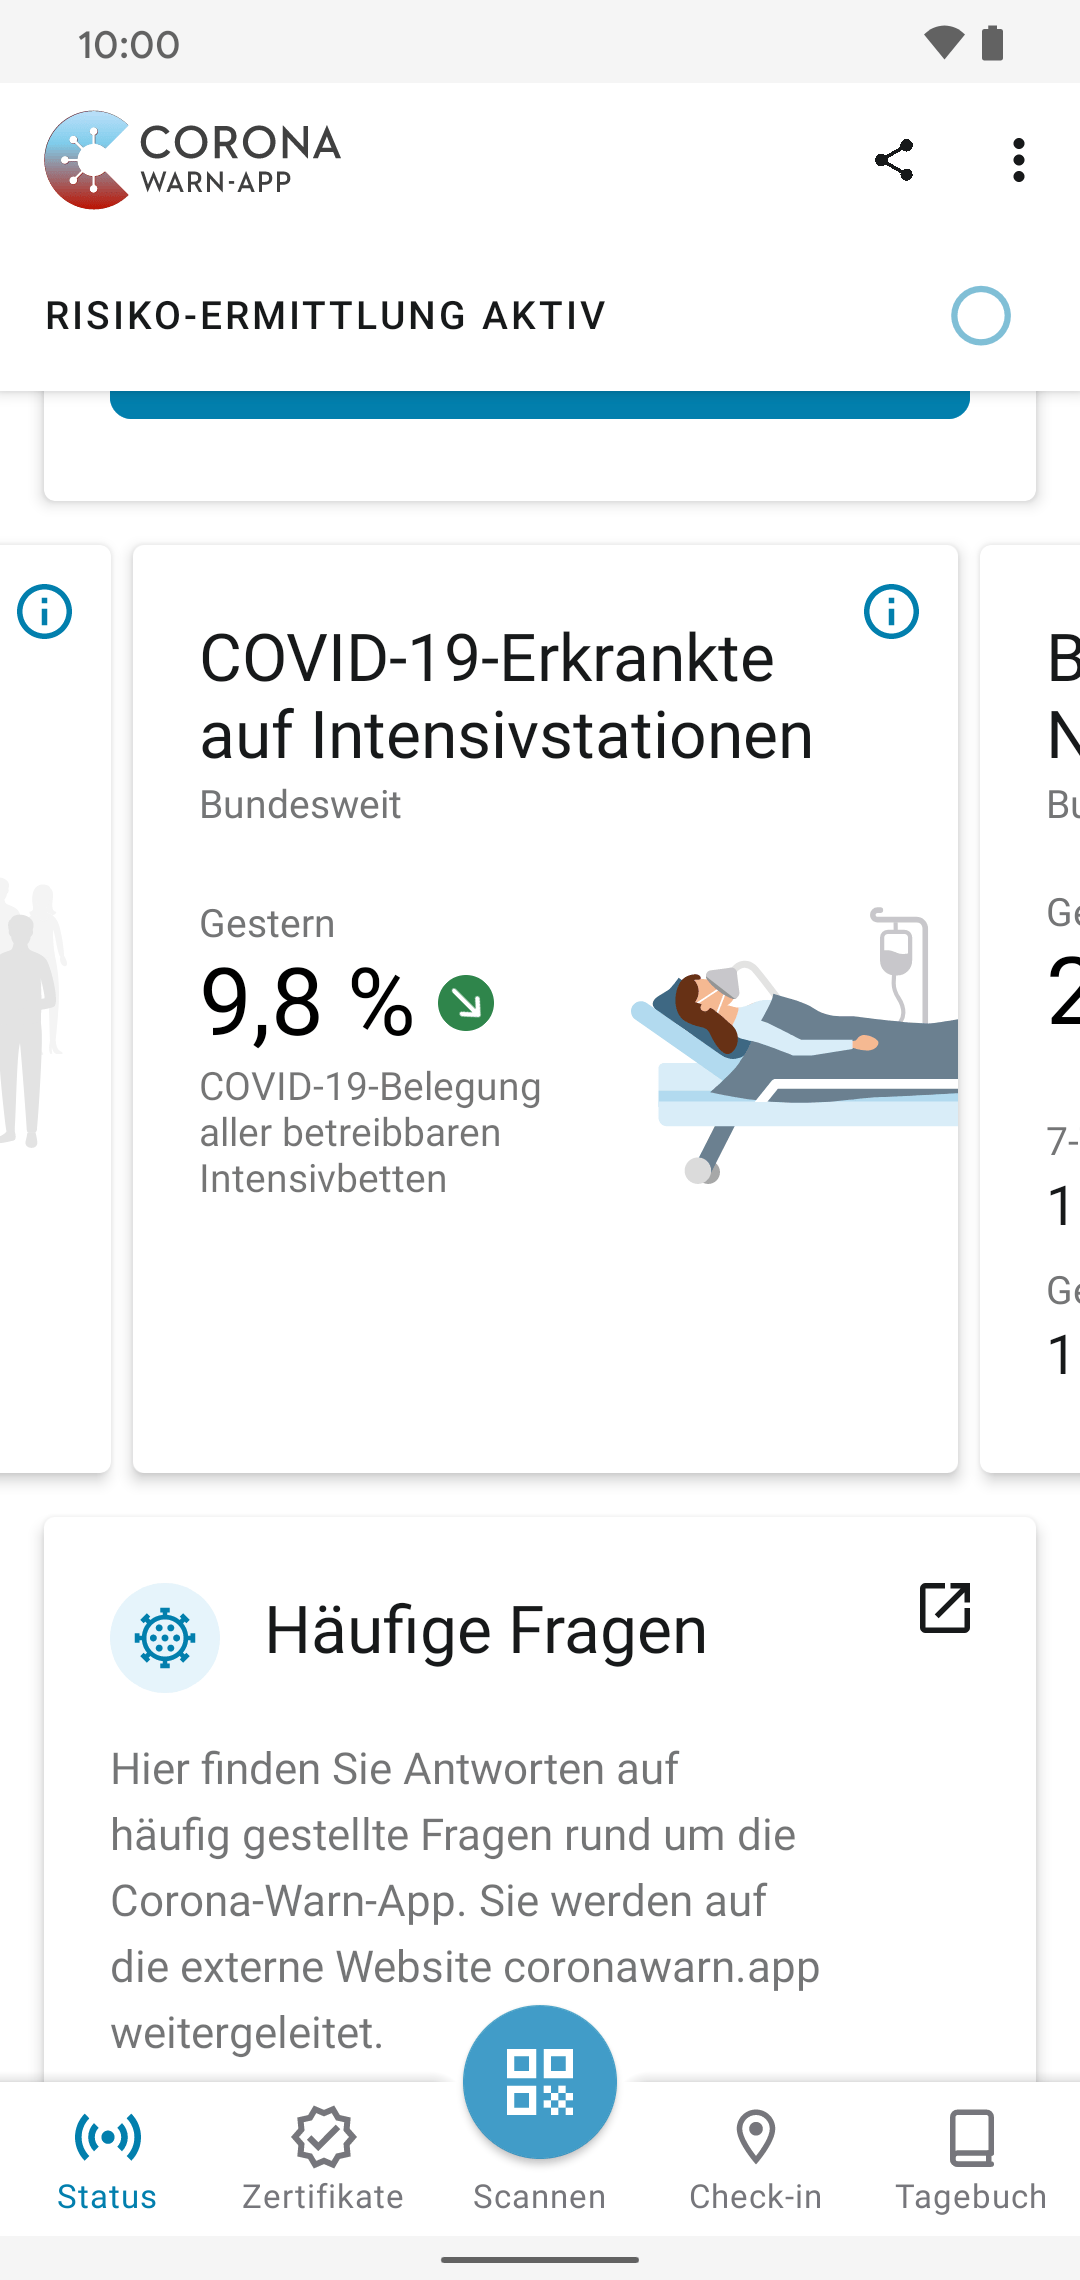 10:00
CORONA
WARN-APP
RISIKO-ERMITTLUNG AKTIV
COVID-19-Erkrankte
auf Intensivstationen
Bundesweit
Gestern
9,8 %
COVID-19-Belegung
aller betreibbaren
Intensivbetten
B
N
Bu
Ge
2
7-
1
Ge
1
Häufige Fragen
Hier finden Sie Antworten auf
häufig gestellte Fragen rund um die
Corona-Warn-App. Sie werden auf
die externe Website coronawarn.app
weitergeleitet.
Status
Zertifikate
Scannen
Check-in
Tagebuch